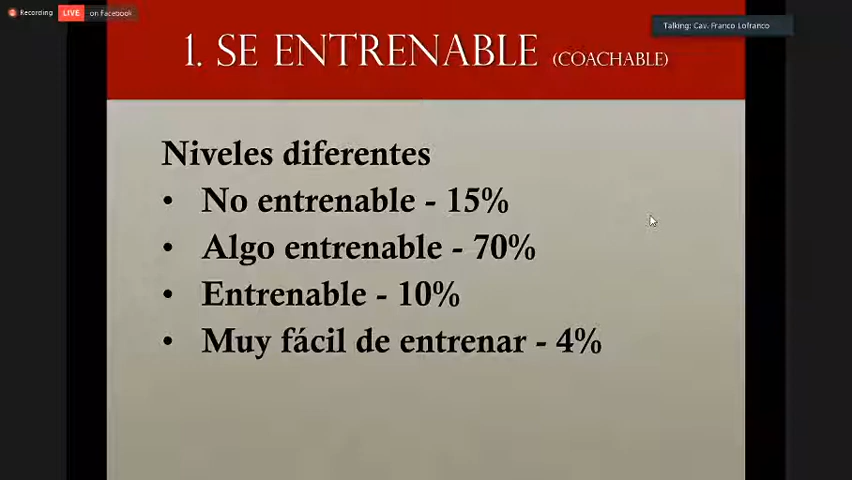 Recording LIVE on Facebook
Talking: Cav. Franco Lofranco
1. SE ENTRENABLE (COACHABLE)
Niveles diferentes
• No entrenable - 15%
• Algo entrenable - 70%
• Entrenable - 10%
• Muy fácil de entrenar - 4%